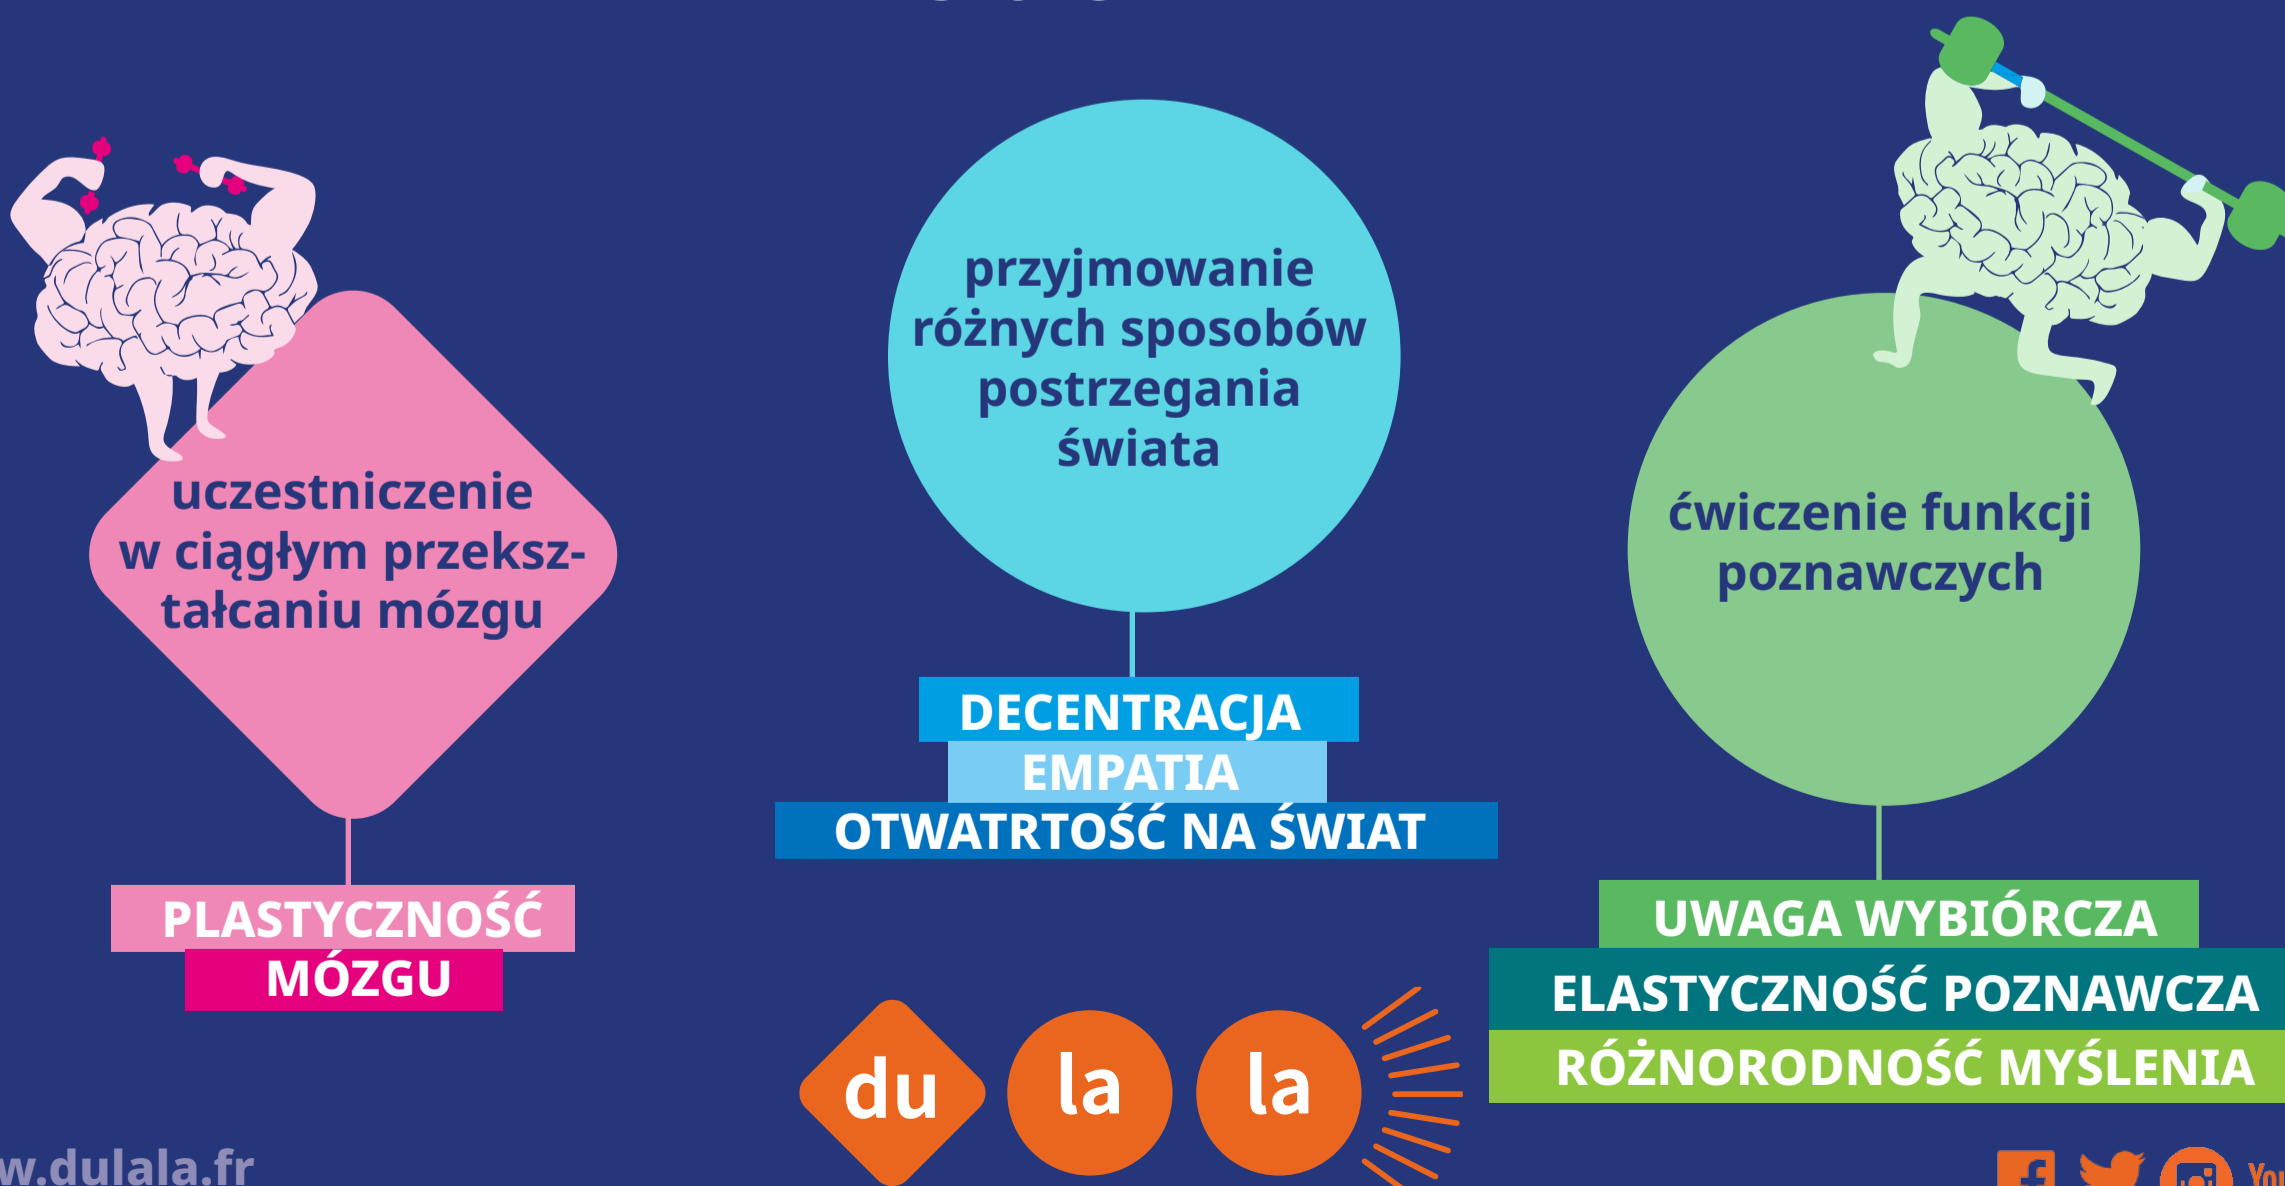 uczestniczenie
w ciągłym przeksz-
tałcaniu mózgu
PLASTYCZNOŚĆ
MÓZGU
przyjmowanie
różnych sposobów
postrzegania
świata
DECENTRACJA
EMPATIA
OTWATRTOŚĆ NA ŚWIAT
ćwiczenie funkcji
poznawczych
UWAGA WYBIÓRCZA
ELASTYCZNOŚĆ POZNAWCZA
RÓŻNORODNOŚĆ MYŚLENIA
du la la
w.dulala.fr